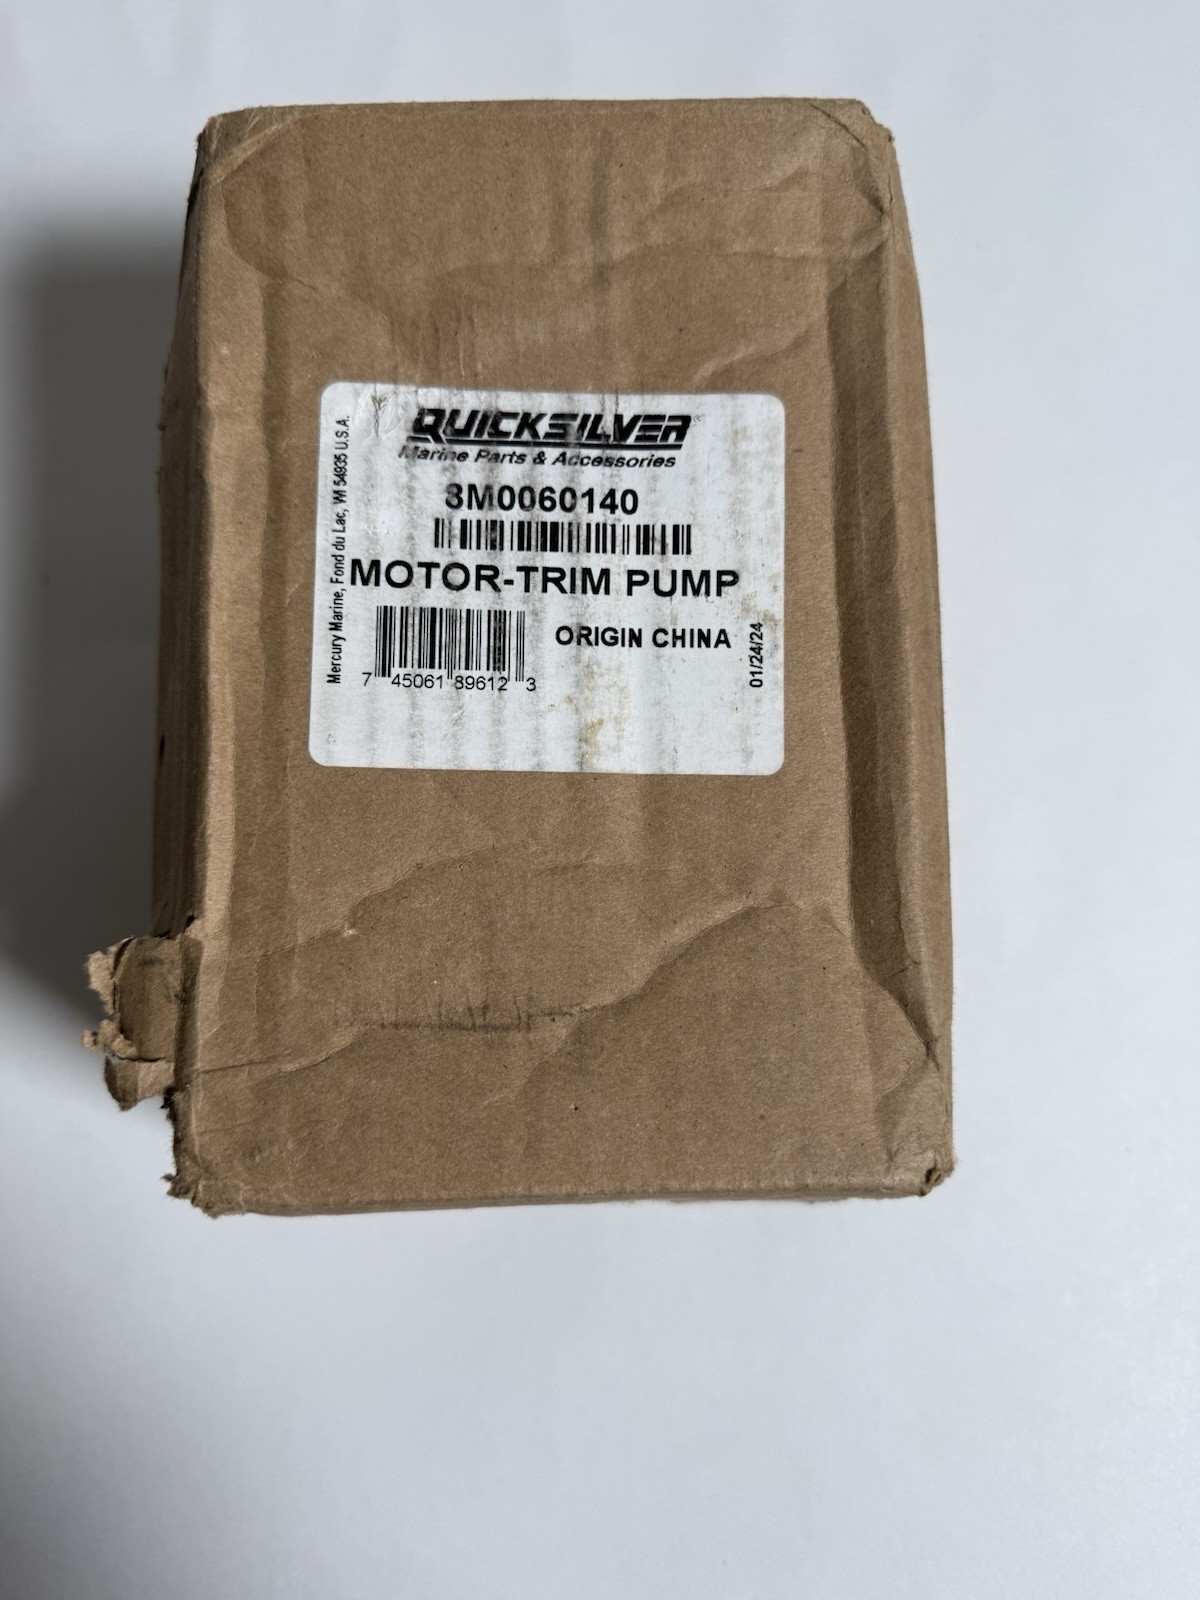 QUICKSILVER
Marine Parts & Accessories
8M0060140
MOTOR-TRIM PUMP
7 45061 89612 3
ORIGIN CHINA
01/24/24
Mercury Marine, Fond du Lac, WI 54935 U.S.A.